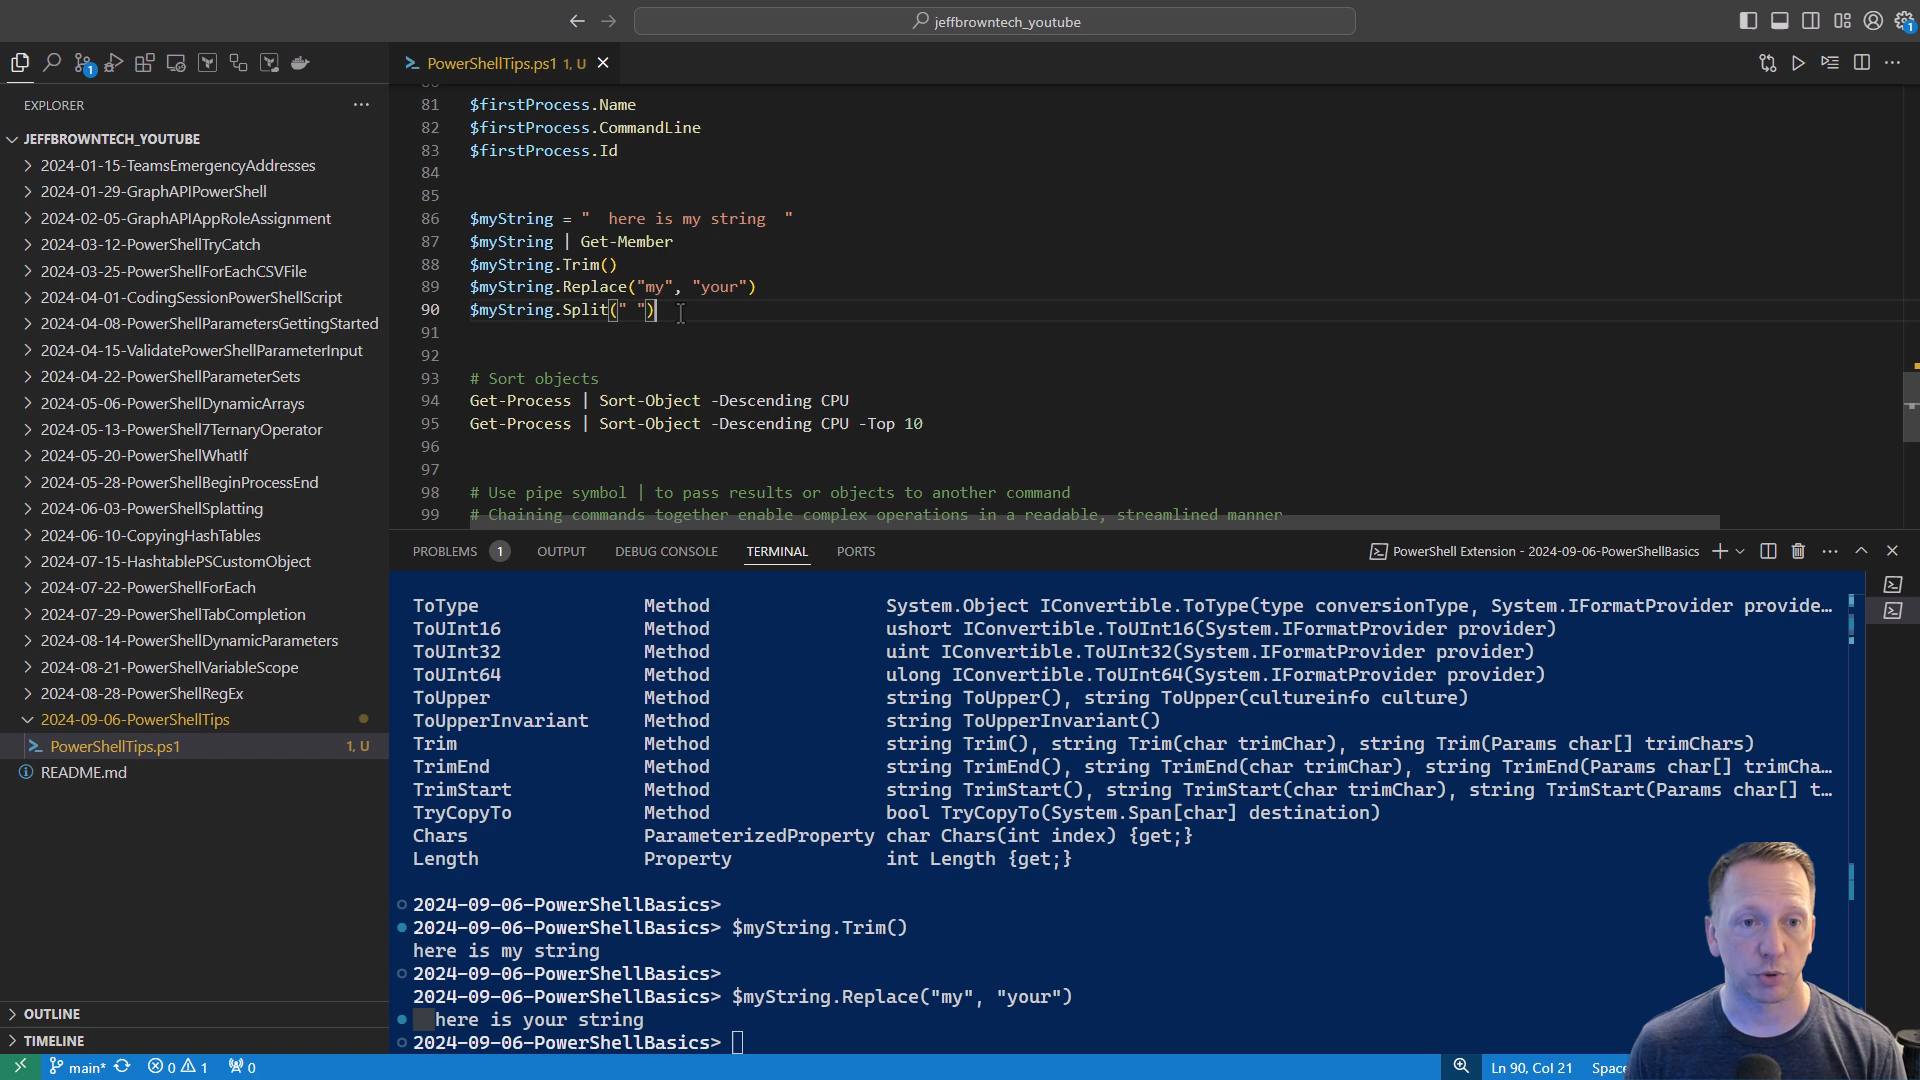 jeffbrowntech_youtube
1
1
PowerShellTips.ps1 1, U
EXPLORER
JEFFBROWNTECH_YOUTUBE
2024-01-15-TeamsEmergencyAddresses
2024-01-29-GraphAPIPowerShell
2024-02-05-GraphAPIAppRoleAssignment
2024-03-12-PowerShellTryCatch
2024-03-25-PowerShellForEachCSVFile
2024-04-01-CodingSessionPowerShellScript
2024-04-08-PowerShellParametersGettingStarted
2024-04-15-ValidatePowerShellParameterInput
2024-04-22-PowerShellParameterSets
2024-05-06-PowerShellDynamicArrays
2024-05-13-PowerShell7TernaryOperator
2024-05-20-PowerShellWhatIf
2024-05-28-PowerShellBeginProcessEnd
2024-06-03-PowerShellSplatting
2024-06-10-CopyingHashTables
2024-07-15-HashtablePSCustomObject
2024-07-22-PowerShellForEach
2024-07-29-PowerShellTabCompletion
2024-08-14-PowerShellDynamicParameters
2024-08-21-PowerShellVariableScope
2024-08-28-PowerShellRegEx
2024-09-06-PowerShellTips
PowerShellTips.ps1 1, U
README.md
OUTLINE
TIMELINE
81 $firstProcess.Name
82 $firstProcess.CommandLine
83 $firstProcess.Id
84
85
86 $myString = "  here is my string  "
87 $myString | Get-Member
88 $myString.Trim()
89 $myString.Replace("my", "your")
90 $myString.Split(" ")
91
92
93 # Sort objects
94 Get-Process | Sort-Object -Descending CPU
95 Get-Process | Sort-Object -Descending CPU -Top 10
96
97
98 # Use pipe symbol | to pass results or objects to another command
99 # Chaining commands together enable complex operations in a readable, streamlined manner
PROBLEMS 1 OUTPUT DEBUG CONSOLE TERMINAL PORTS PowerShell Extension - 2024-09-06-PowerShellBasics
ToType Method System.Object IConvertible.ToType(type conversionType, System.IFormatProvider provide…
ToUInt16 Method ushort IConvertible.ToUInt16(System.IFormatProvider provider)
ToUInt32 Method uint IConvertible.ToUInt32(System.IFormatProvider provider)
ToUInt64 Method ulong IConvertible.ToUInt64(System.IFormatProvider provider)
ToUpper Method string ToUpper(), string ToUpper(cultureinfo culture)
ToUpperInvariant Method string ToUpperInvariant()
Trim Method string Trim(), string Trim(char trimChar), string Trim(Params char[] trimChars)
TrimEnd Method string TrimEnd(), string TrimEnd(char trimChar), string TrimEnd(Params char[] trimCha…
TrimStart Method string TrimStart(), string TrimStart(char trimChar), string TrimStart(Params char[] t…
TryCopyTo Method bool TryCopyTo(System.Span[char] destination)
Chars ParameterizedProperty char Chars(int index) {get;}
Length Property int Length {get;}
2024-09-06-PowerShellBasics>
2024-09-06-PowerShellBasics> $myString.Trim()
here is my string
2024-09-06-PowerShellBasics>
2024-09-06-PowerShellBasics> $myString.Replace("my", "your")
here is your string
2024-09-06-PowerShellBasics>
main* 0 1 0 Ln 90, Col 21